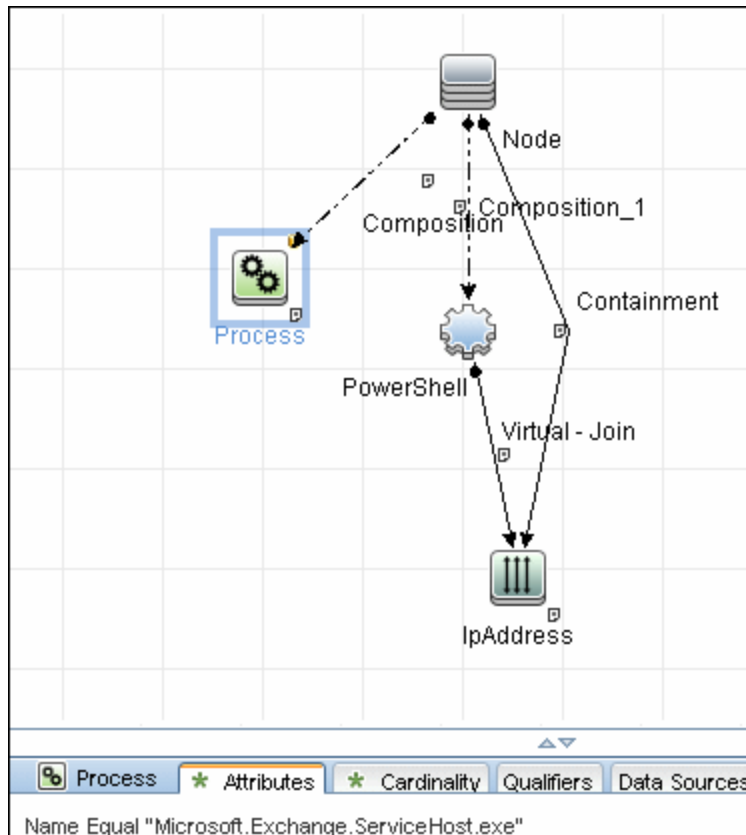 Node
Composition
Composition_1
Process
Containment
PowerShell
Virtual - Join
IpAddress
Process
Attributes
Cardinality
Qualifiers
Data Sources
Name Equal "Microsoft.Exchange.ServiceHost.exe"